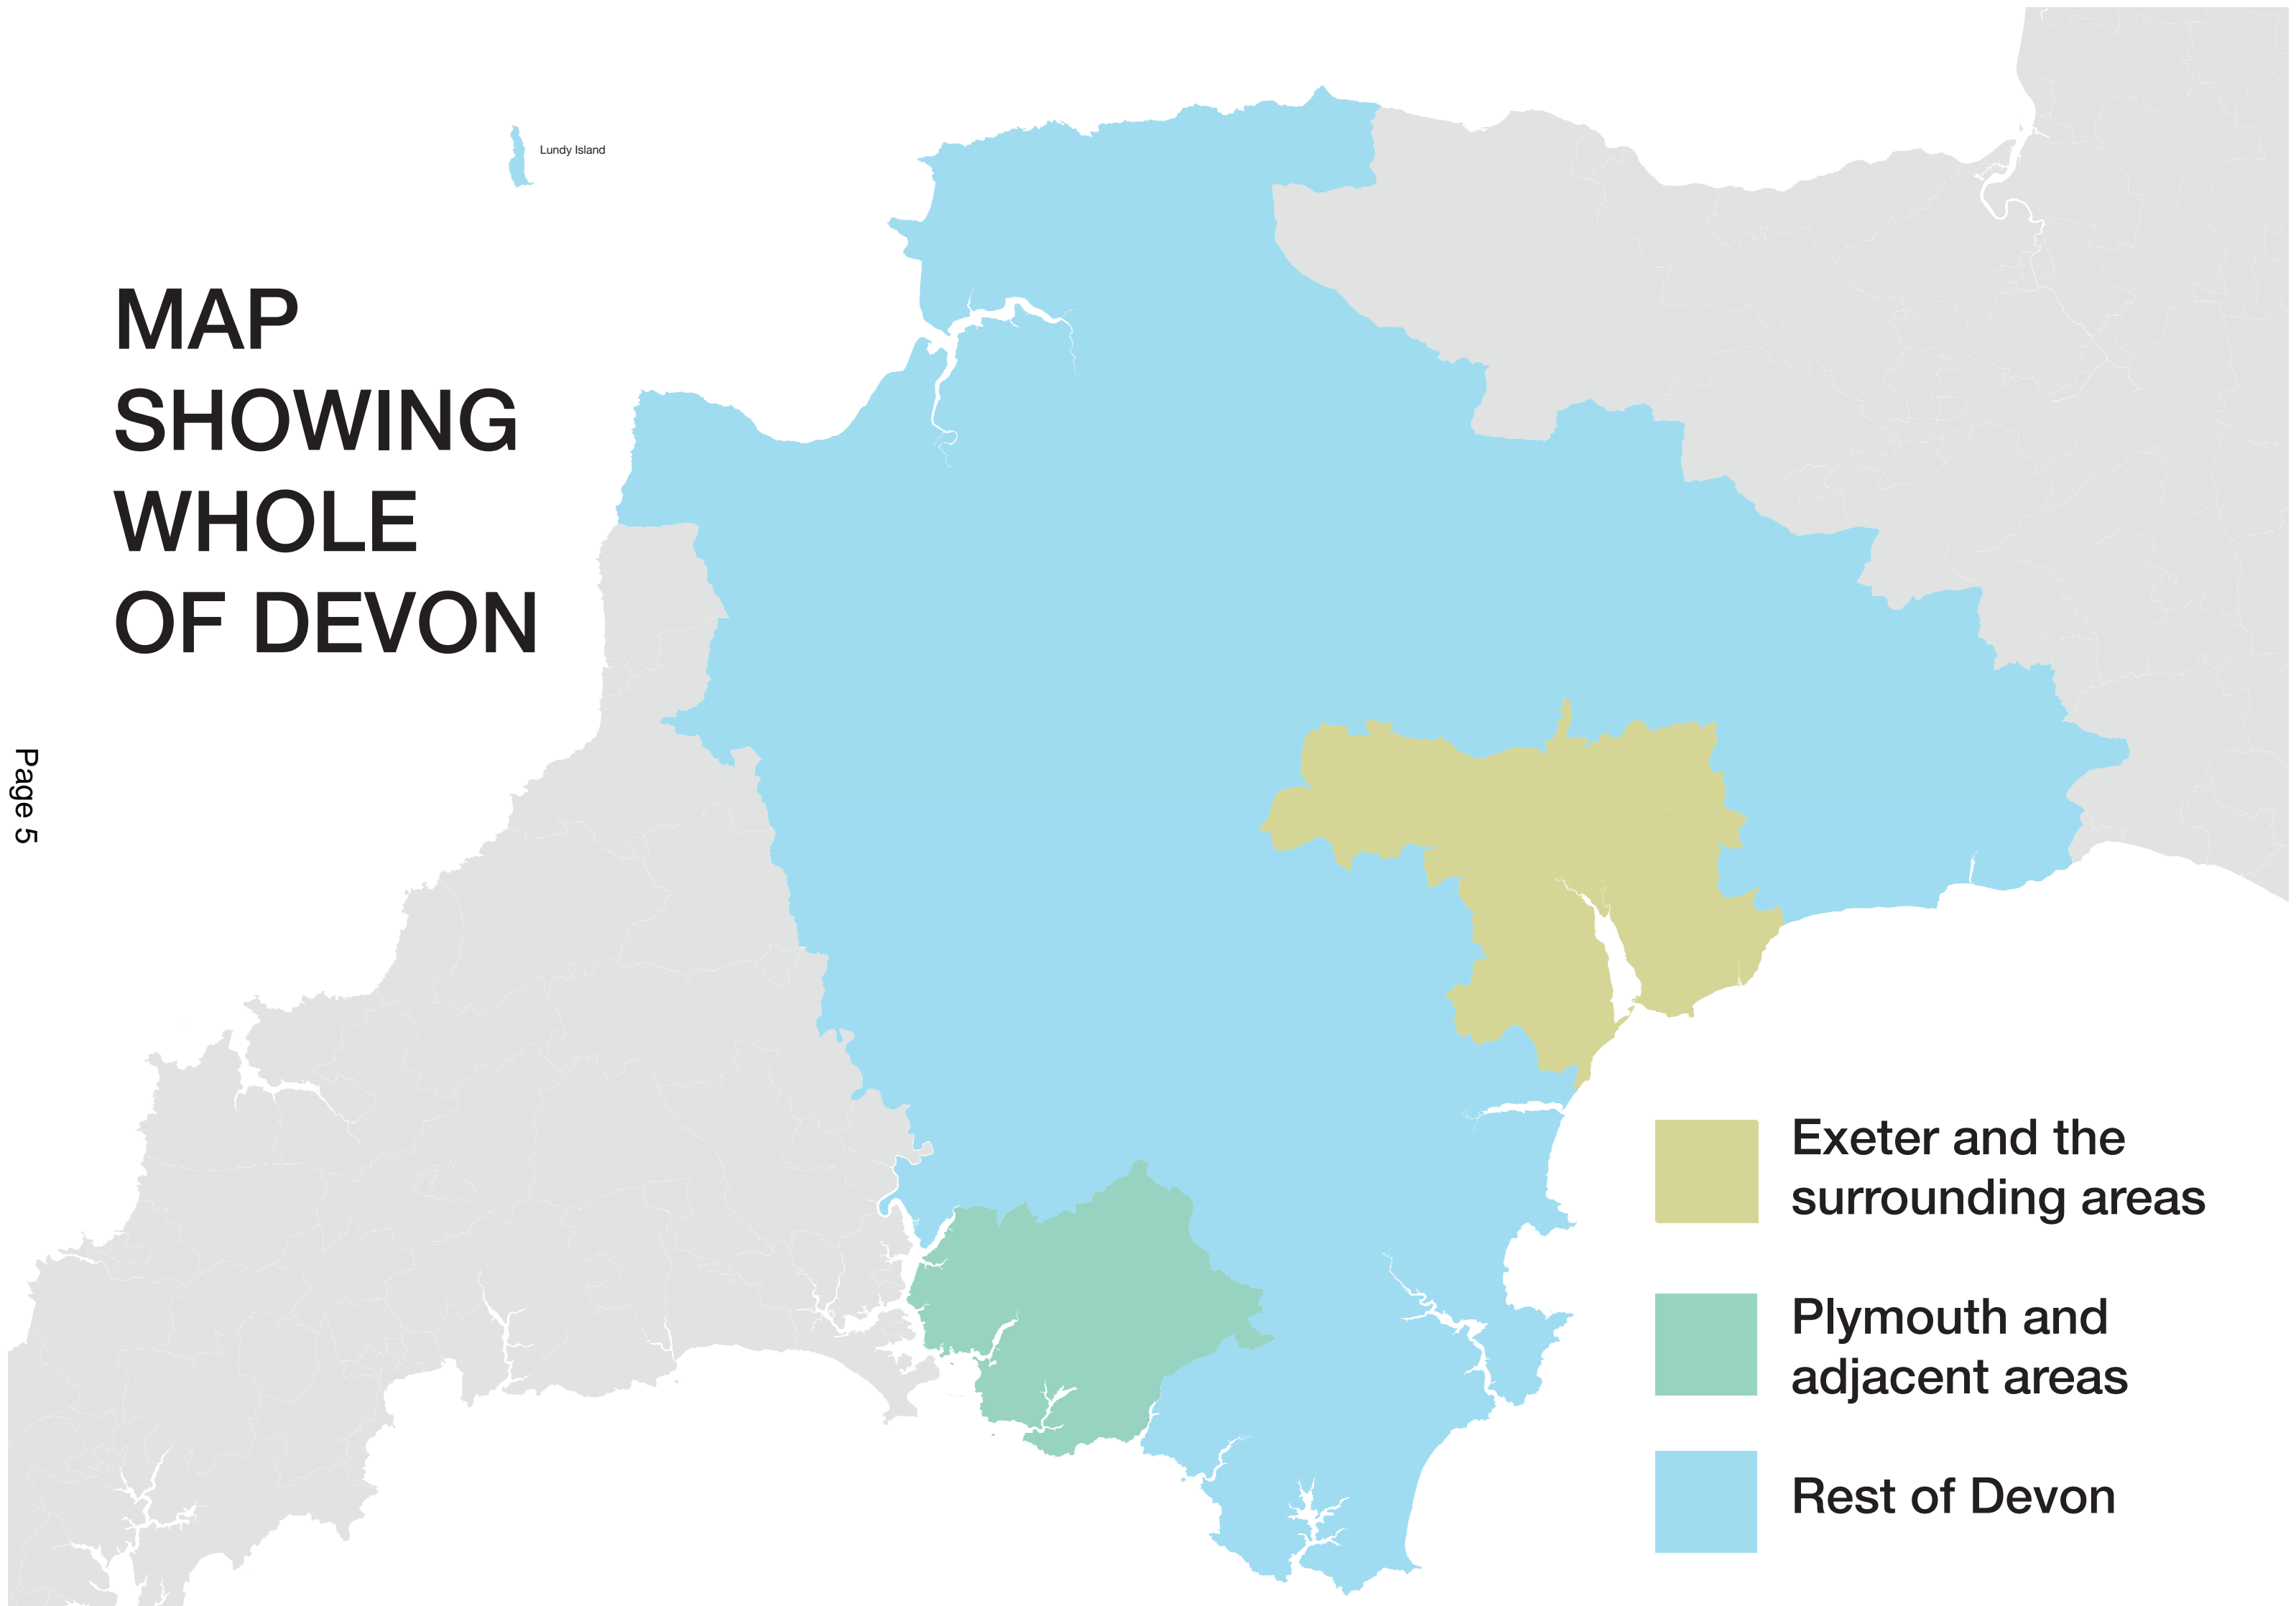 Lundy Island
MAP
SHOWING
WHOLE
OF DEVON
Page 5
Exeter and the
surrounding areas
Plymouth and
adjacent areas
Rest of Devon